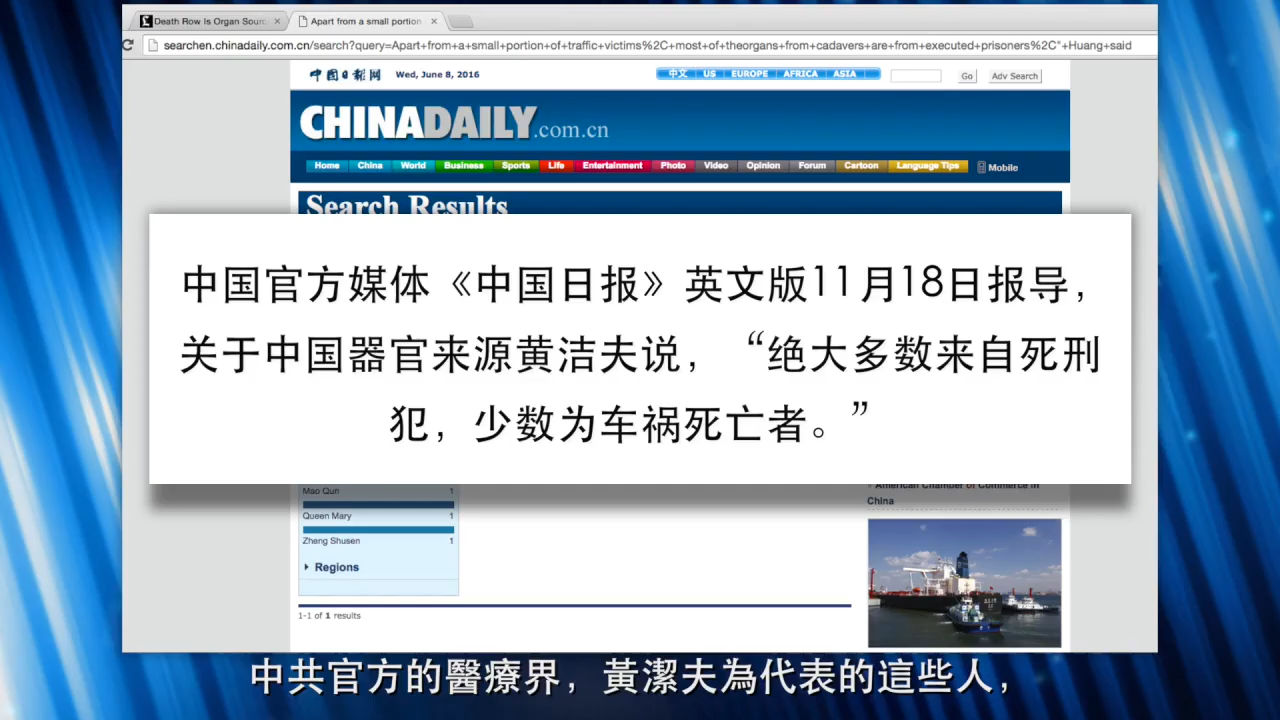 Death Row Is Organ Sourc
Apart from a small portion
searchen.chinadaily.com.cn/search?query=Apart+from+a+small+portion+of+traffic+victims%2C+most+of+theorgans+from+cadavers+are+from+executed+prisoners%2C"+Huang+said
中国日报网 Wed, June 8, 2016 中文 US EUROPE AFRICA ASIA Go Adv Search
CHINADAILY.com.cn
Home China World Business Sports Life Entertainment Photo Video Opinion Forum Cartoon Language Tips Mobile
Search Results
中国官方媒体《中国日报》英文版11月18日报导，
关于中国器官来源黄洁夫说，“绝大多数来自死刑
犯，少数为车祸死亡者。”
Mao Qun 1
Queen Mary 1
Zheng Shusen 1
Regions
1-1 of 1 results
American Chamber of Commerce in
China
中共官方的醫療界，黃潔夫為代表的這些人，